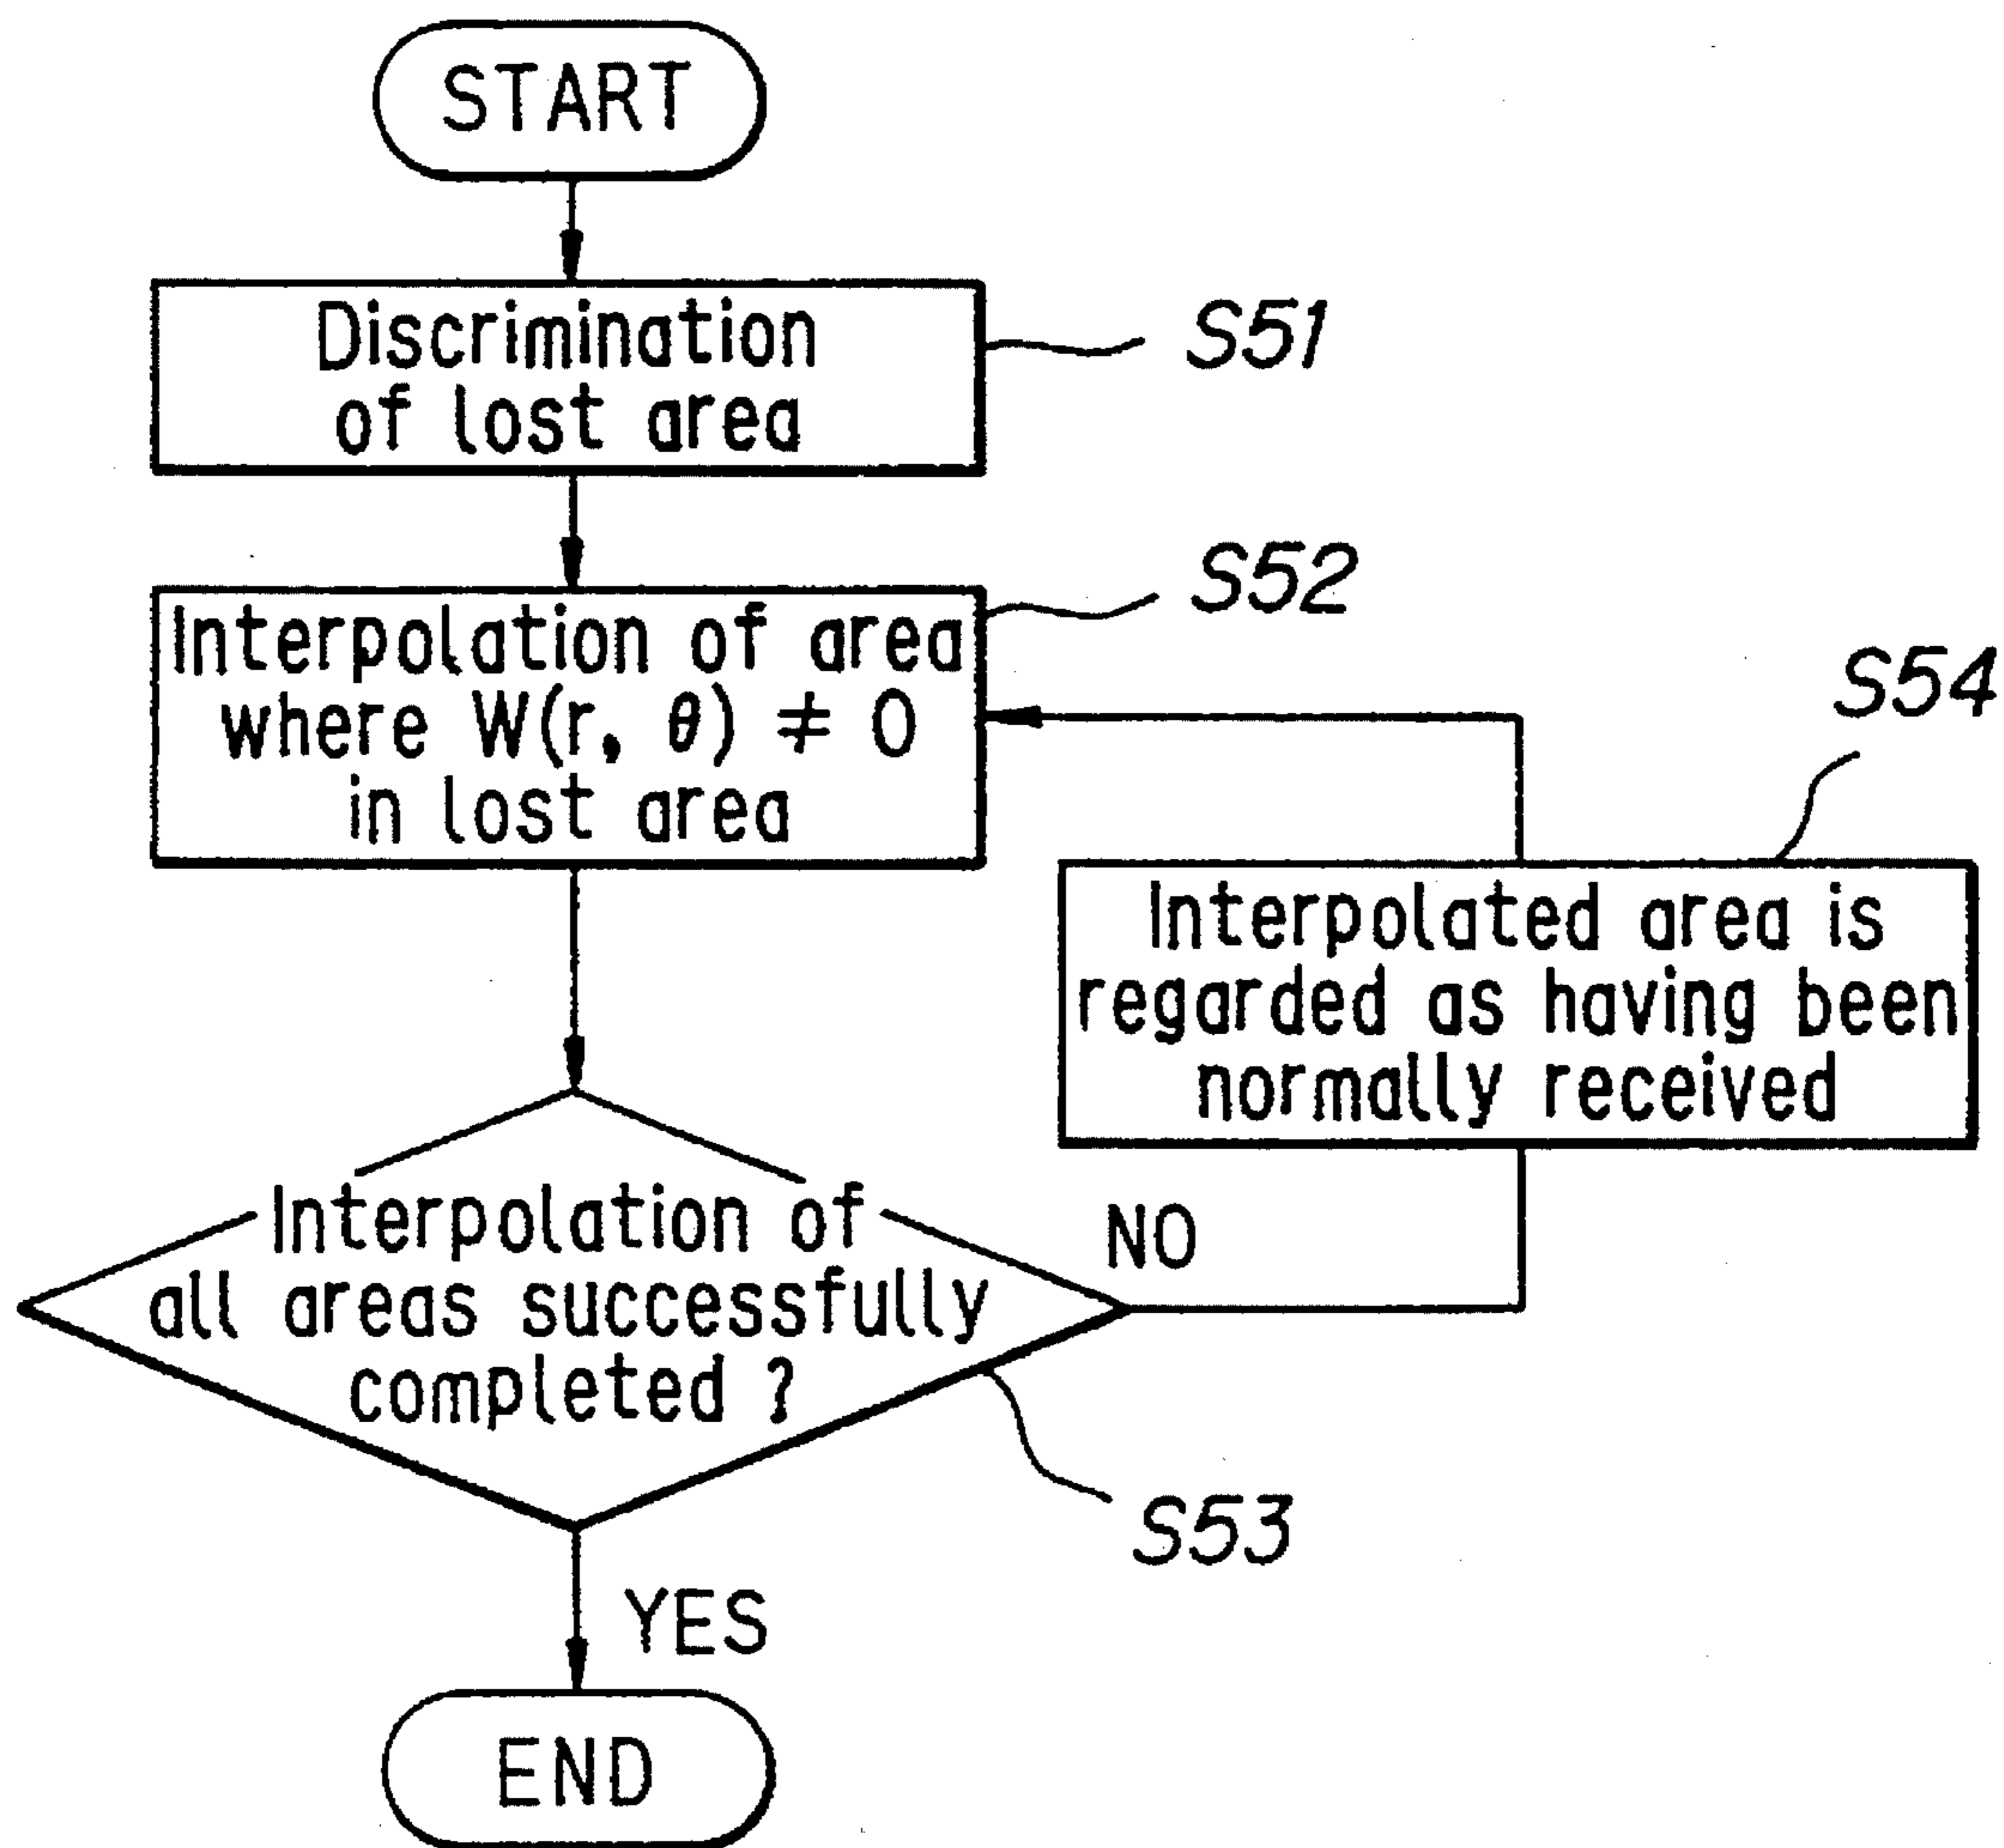 START
Discrimination
of lost area
S51
Interpolation of area
where W(r, θ) ≠ 0
in lost area
S52
Interpolated area is
regarded as having been
normally received
S54
Interpolation of
all areas successfully
completed ?
NO
S53
YES
END